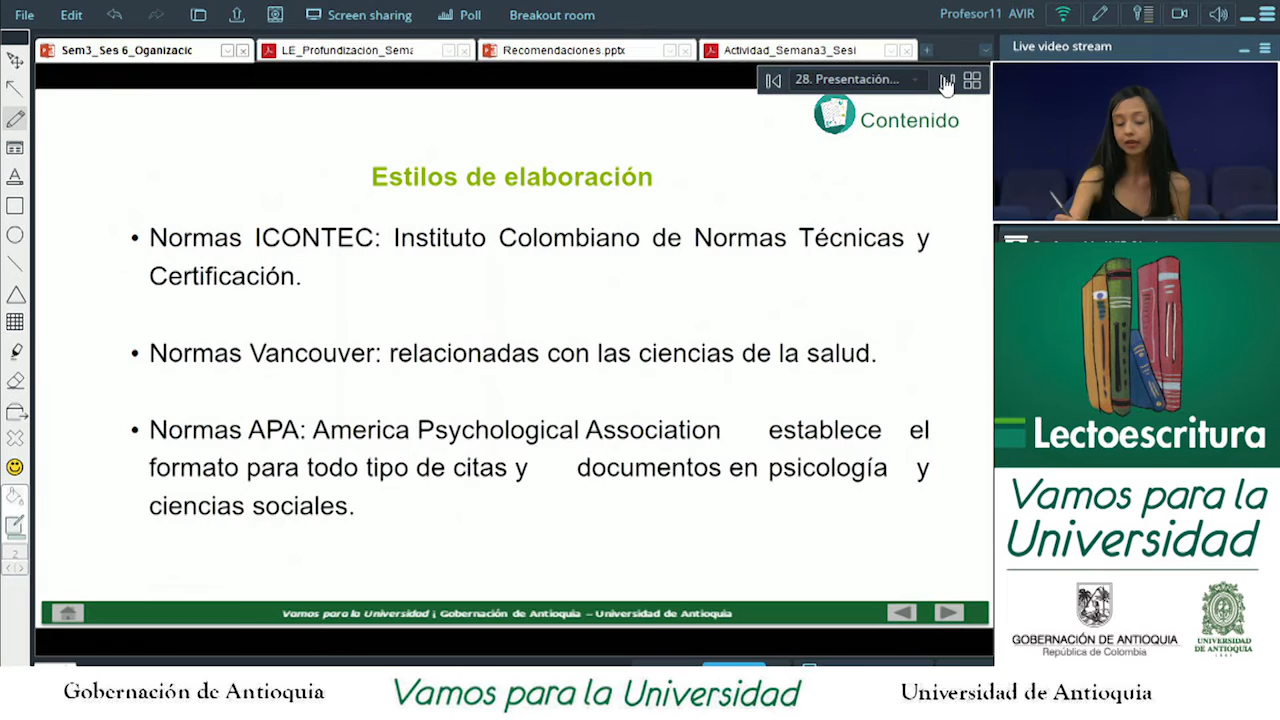 File Edit Screen sharing Poll Breakout room Profesor11 AVIR
Sem3_Ses 6_Oganizacic LE_Profundizacion_Sema Recomendaciones.pptx Actividad_Semana3_Sesi
Live video stream
28. Presentación...
Contenido
Estilos de elaboración
• Normas ICONTEC: Instituto Colombiano de Normas Técnicas y
Certificación.
• Normas Vancouver: relacionadas con las ciencias de la salud.
• Normas APA: America Psychological Association establece el
formato para todo tipo de citas y documentos en psicología y
ciencias sociales.
Vamos para la Universidad ¡ Gobernación de Antioquia – Universidad de Antioquia
2
Lectoescritura
Vamos para la
Universidad
GOBERNACIÓN DE ANTIOQUIA
República de Colombia
UNIVERSIDAD
DE ANTIOQUIA
Gobernación de Antioquia Vamos para la Universidad Universidad de Antioquia